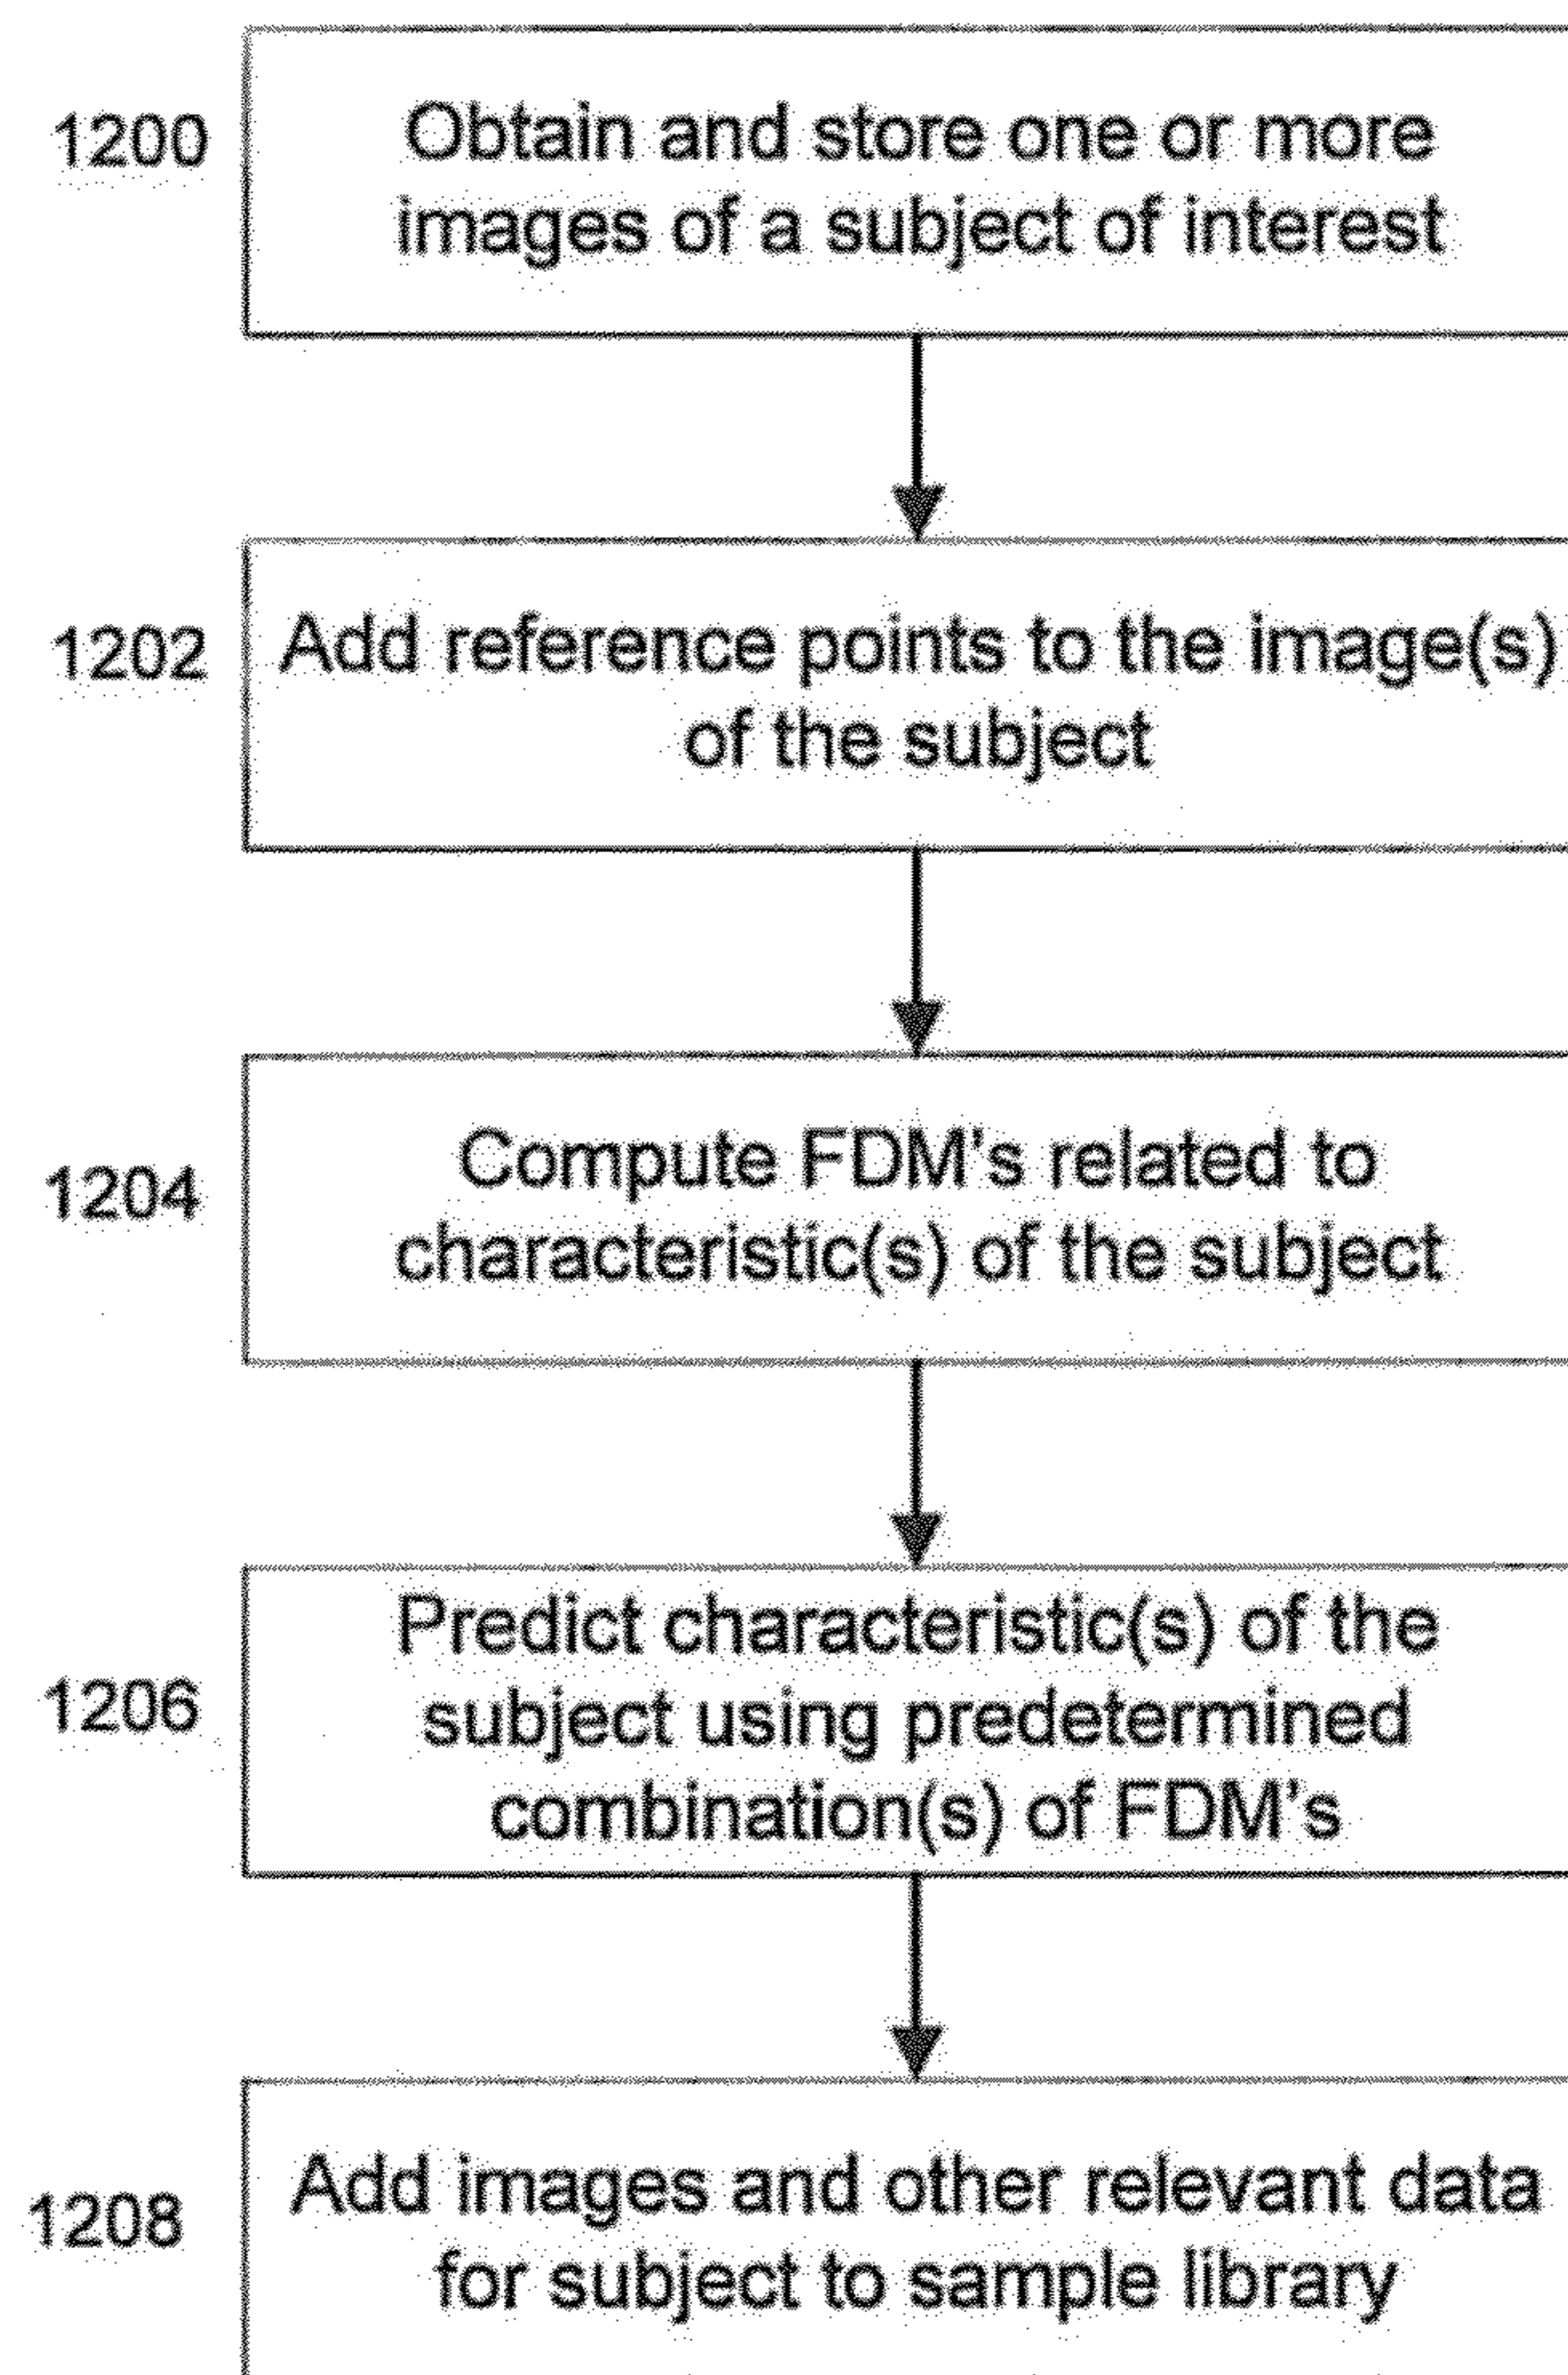 1200
Obtain and store one or more
images of a subject of interest
1202
Add reference points to the image(s)
of the subject
1204
Compute FDM's related to
characteristic(s) of the subject
1206
Predict characteristic(s) of the
subject using predetermined
combination(s) of FDM's
1208
Add images and other relevant data
for subject to sample library